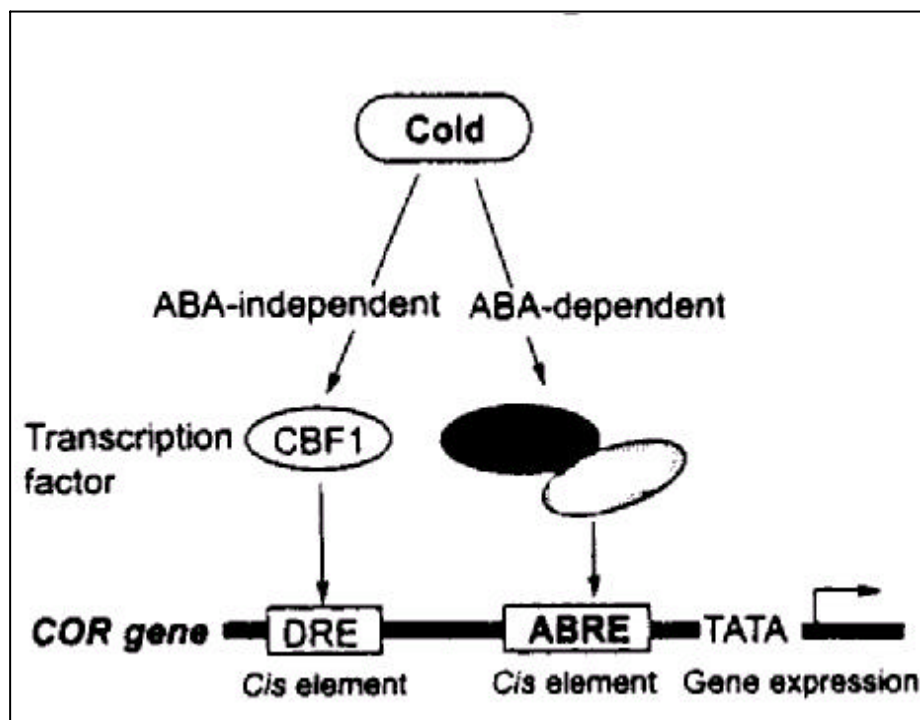 Cold
ABA-independent ABA-dependent
Transcription factor
CBF1
COR gene DRE ABRE TATA
Cis element Cis element Gene expression